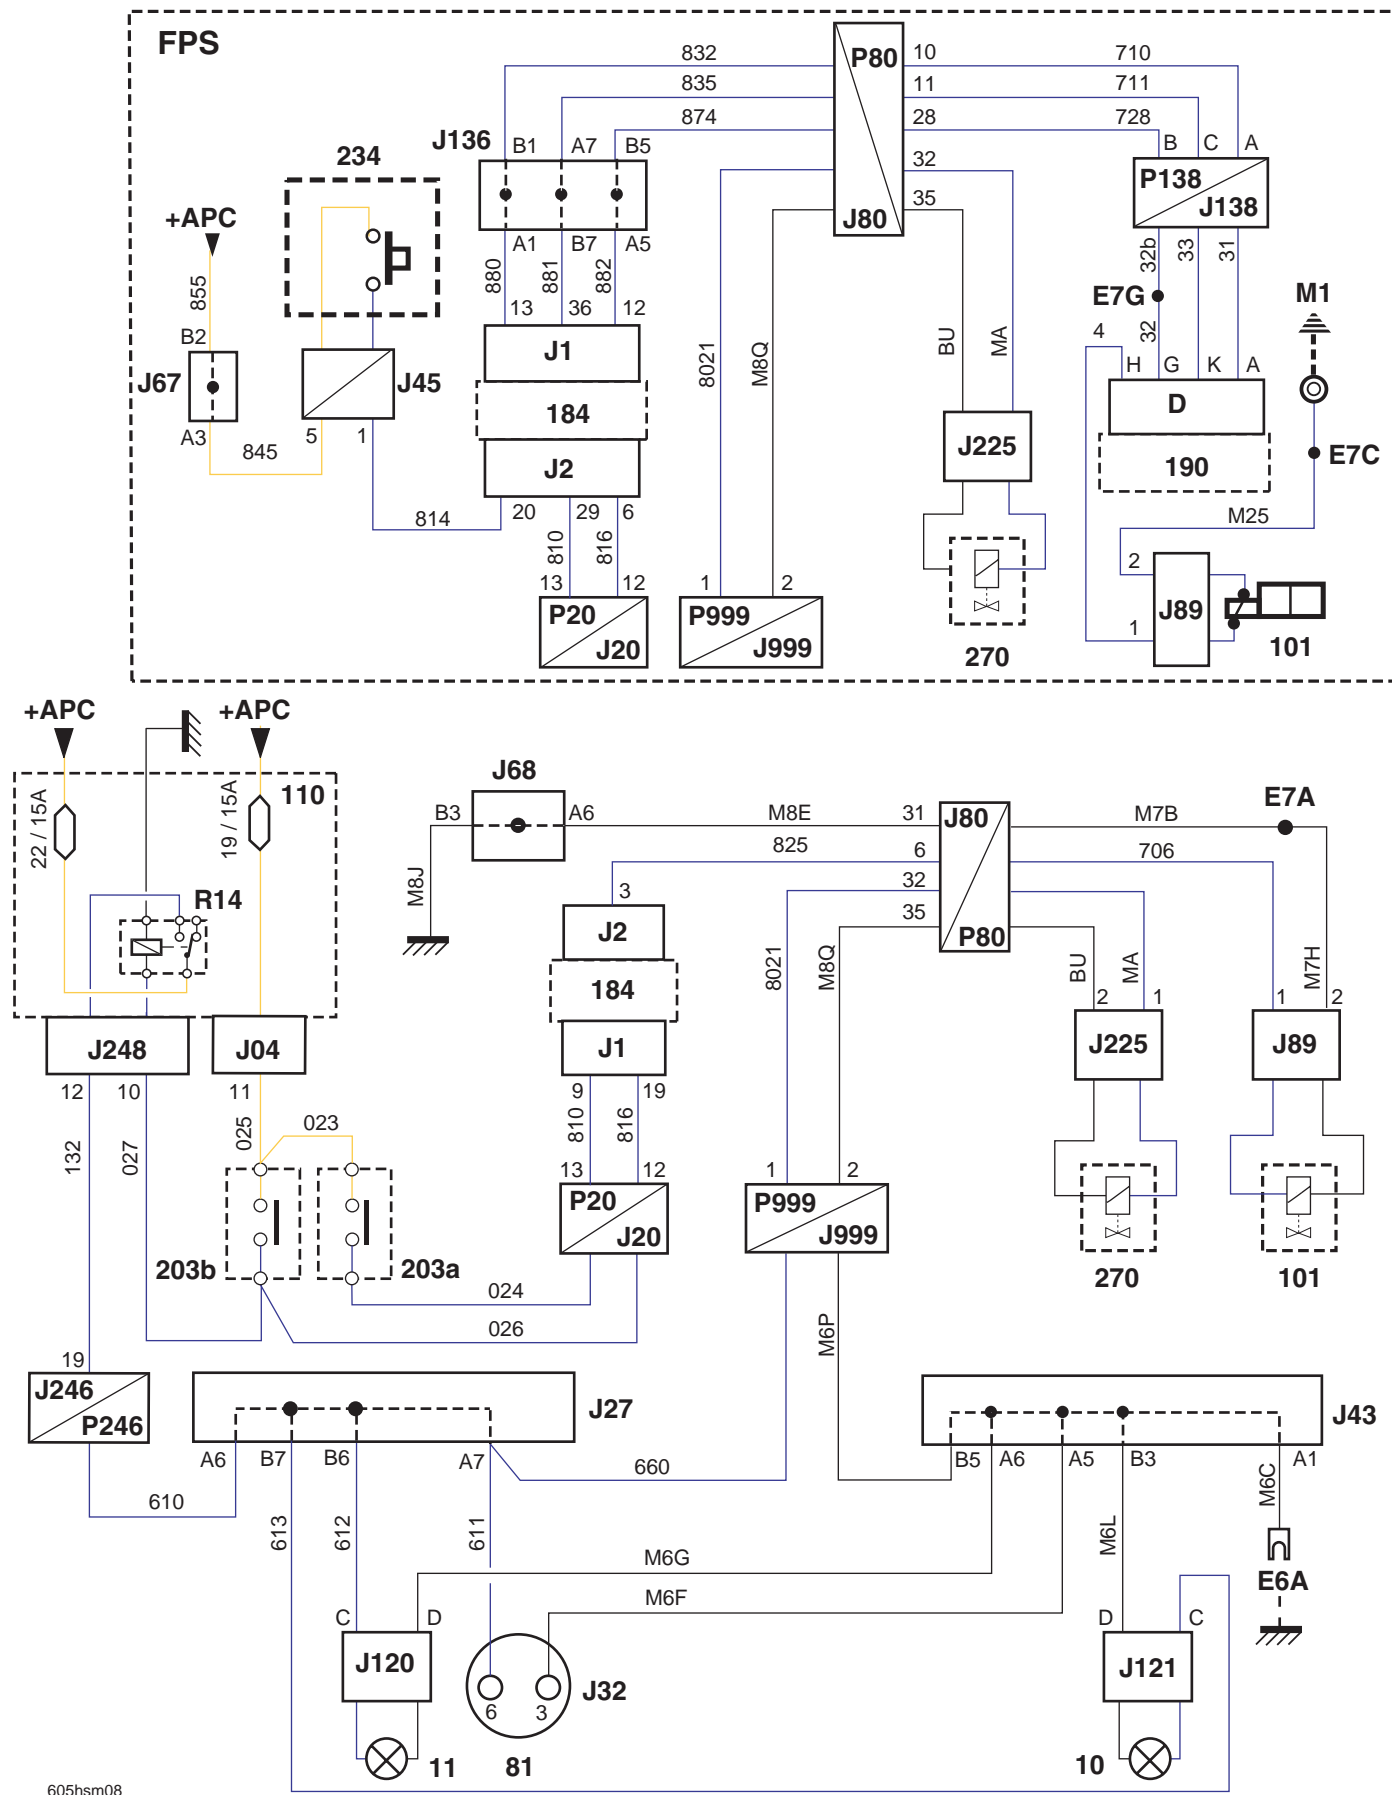 FPS
832
P80
10
710
835
11
711
874
28
728
J136
B1
A7
B5
32
B
C
A
234
P138
J138
+APC
35
J80
A1
B7
A5
855
880
881
882
32b
33
31
E7G
M1
B2
13
36
12
4
32
J67
J45
J1
8021
M8Q
BU
MA
H
G
K
A
184
D
A3
5
1
845
J2
J225
190
E7C
814
20
29
6
M25
810
816
2
13
12
1
2
P20
J20
P999
J999
J89
1
270
101
+APC
+APC
J68
110
22 / 15A
19 / 15A
B3
A6
M8E
31
J80
M7B
E7A
825
6
706
M8J
3
32
R14
J2
35
P80
184
8021
M8Q
BU
MA
M7H
2
1
1
2
J248
J04
J1
J225
J89
12
10
11
9
19
132
027
025
023
810
816
13
12
1
2
P20
J20
P999
J999
203b
203a
270
101
024
026
M6P
19
J246
P246
J27
J43
A6
B7
B6
A7
660
B5
A6
A5
B3
A1
610
613
612
611
M6C
M6L
M6G
E6A
M6F
C
D
D
C
J120
J32
J121
6
3
11
81
10
605hsm08